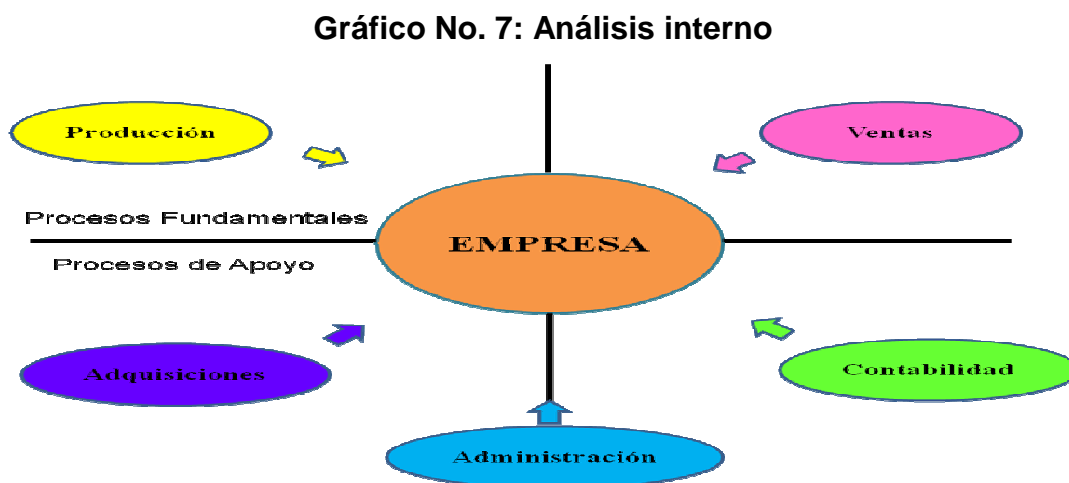 Gráfico No. 7: Análisis interno
Producción
Ventas
Procesos Fundamentales
EMPRESA
Procesos de Apoyo
Adquisiciones
Contabilidad
Administración